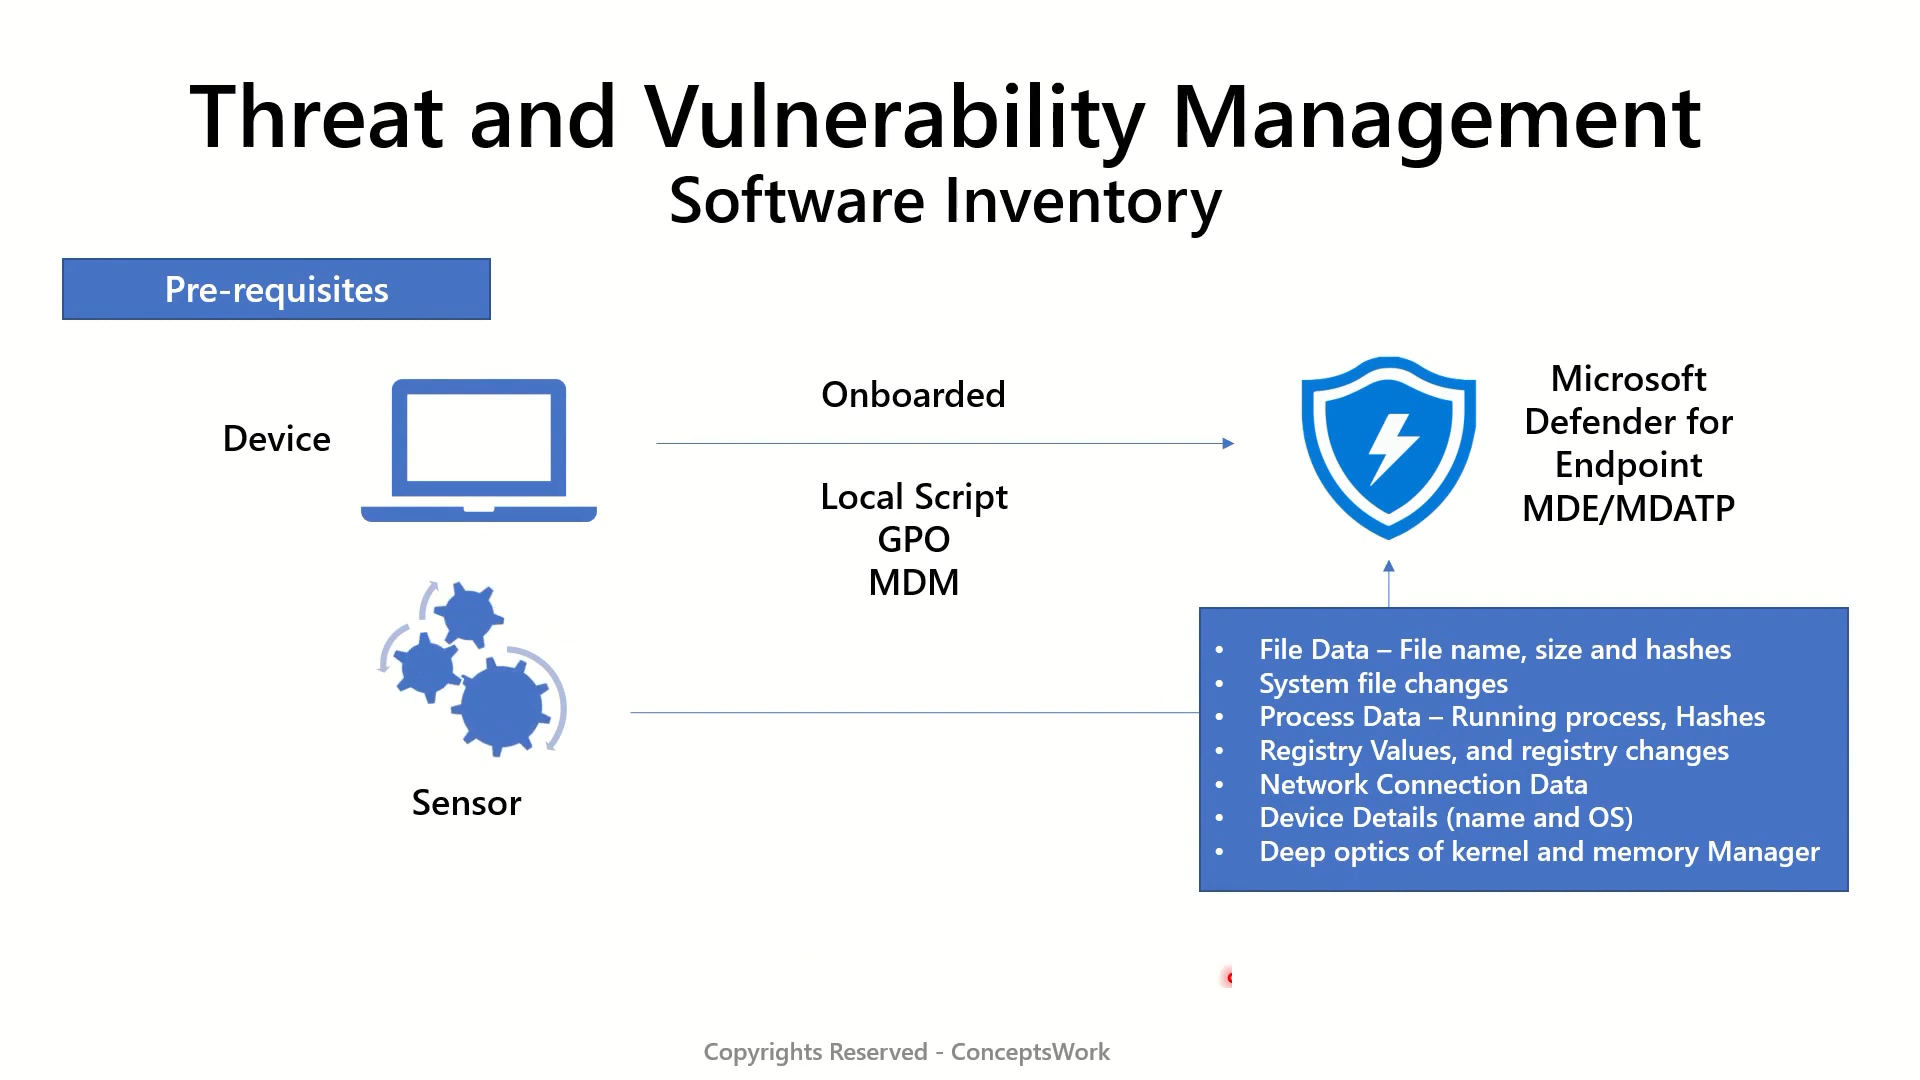 Threat and Vulnerability Management
Software Inventory
Pre-requisites
Device
Onboarded
Local Script
GPO
MDM
Microsoft
Defender for
Endpoint
MDE/MDATP
Sensor
• File Data – File name, size and hashes
• System file changes
• Process Data – Running process, Hashes
• Registry Values, and registry changes
• Network Connection Data
• Device Details (name and OS)
• Deep optics of kernel and memory Manager
Copyrights Reserved - ConceptsWork